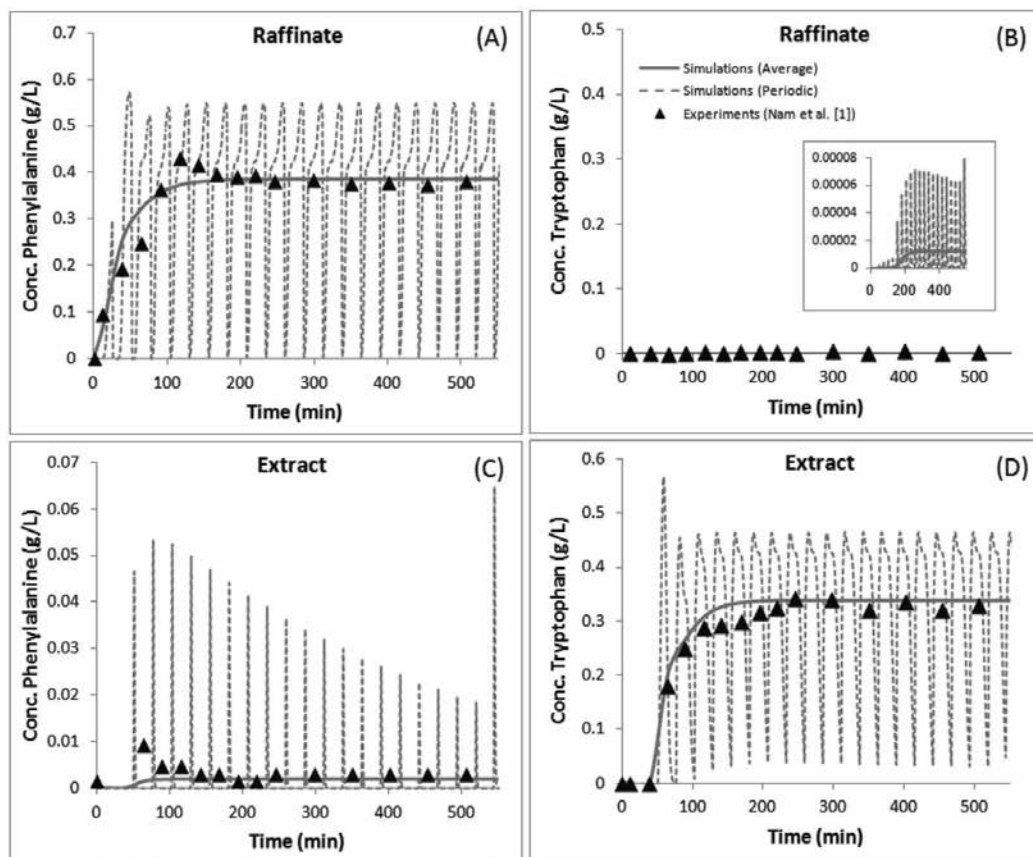 Raffinate
(A)
Conc. Phenylalanine (g/L)
0.6
0.5
0.4
0.3
0.2
0.1
0
0 100 200 300 400 500
Time (min)
Raffinate
(B)
Conc. Tryptophan (g/L)
0.5
0.4
0.3
0.2
0.1
0
Simulations (Average)
Simulations (Periodic)
Experiments (Nam et al. [1])
0.00008
0.00006
0.00004
0.00002
0
0 200 400
0 100 200 300 400 500
Time (min)
Extract
(C)
Conc. Phenylalanine (g/L)
0.07
0.06
0.05
0.04
0.03
0.02
0.01
0
0 100 200 300 400 500
Time (min)
Extract
(D)
Conc. Tryptophan (g/L)
0.6
0.5
0.4
0.3
0.2
0.1
0
0 100 200 300 400 500
Time (min)